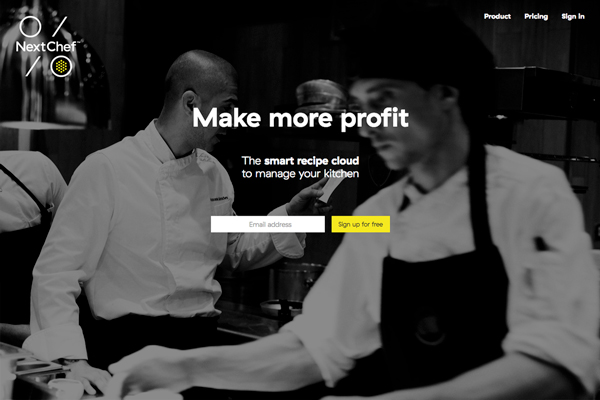 Product Pricing Sign in
NextChef
Make more profit
The smart recipe cloud
to manage your kitchen
Email address
Sign up for free